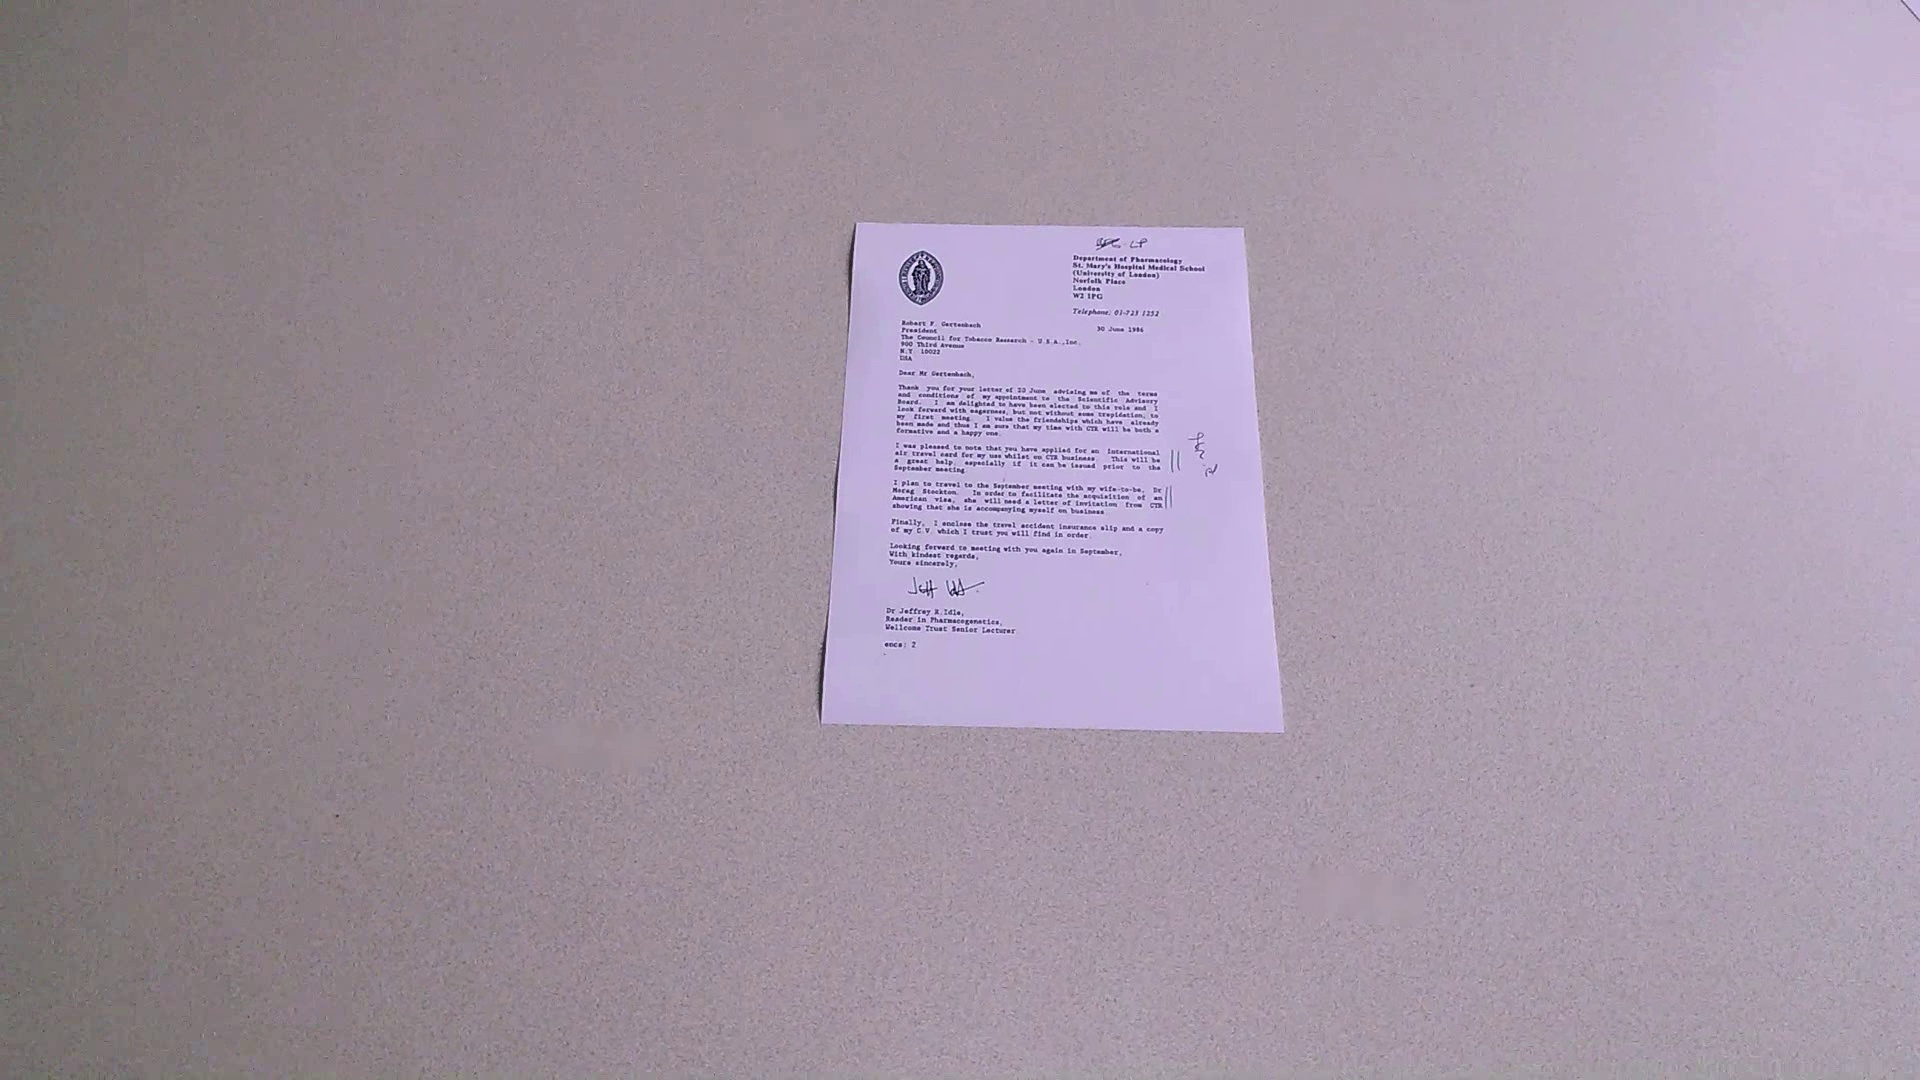 LP
Department of Pharmacology
St. Mary's Hospital Medical School
(University of London)
Norfolk Place
London
W2 1PG
Telephone: 01-723 1252
30 June 1986
Robert F. Gertenbach
President
The Council for Tobacco Research - U.S.A.,Inc.
900 Third Avenue
N.Y. 10022
USA
Dear Mr Gertenbach,
Thank you for your letter of 20 June advising me of the terms
and conditions of my appointment to the Scientific Advisory
Board. I am delighted to have been elected to this role and I
look forward with eagerness, but not without some trepidation, to
my first meeting. I value the friendships which have already
been made and thus I am sure that my time with CTR will be both a
formative and a happy one.
I was pleased to note that you have applied for an International
air travel card for my use whilst on CTR business. This will be
a great help, especially if it can be issued prior to the
September meeting.
I plan to travel to the September meeting with my wife-to-be, Dr
Morag Stockton. In order to facilitate the acquisition of an
American visa, she will need a letter of invitation from CTR
showing that she is accompanying myself on business.
Finally, I enclose the travel accident insurance slip and a copy
of my C.V. which I trust you will find in order.
Looking forward to meeting with you again in September,
With kindest regards,
Yours sincerely,
Jeff
Dr Jeffrey R.Idle,
Reader in Pharmacogenetics,
Wellcome Trust Senior Lecturer
encs: 2